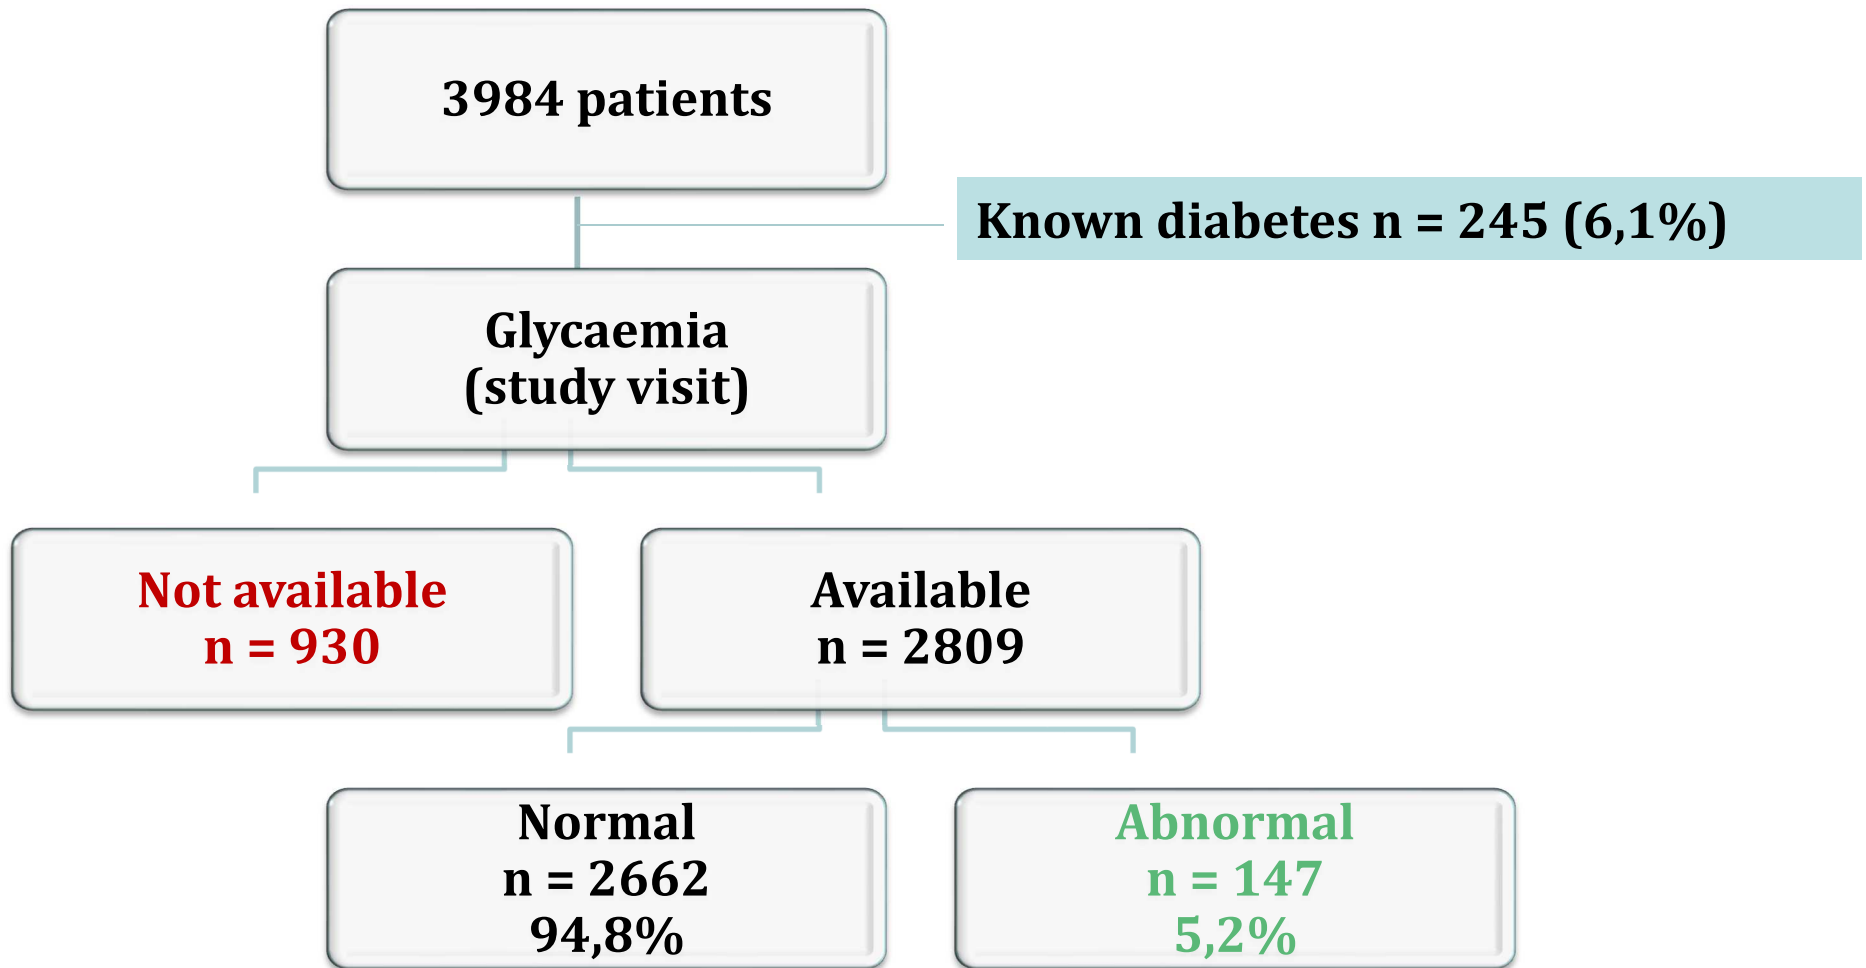 3984 patients
Known diabetes n = 245 (6,1%)
Glycaemia
(study visit)
Not available
n = 930
Available
n = 2809
Normal
n = 2662
94,8%
Abnormal
n = 147
5,2%